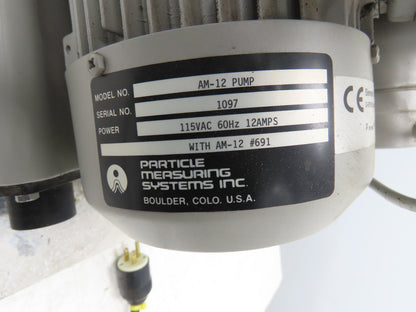 MODEL NO. AM-12 PUMP
SERIAL NO. 1097
POWER 115VAC 60Hz 12AMPS
WITH AM-12 #691
PARTICLE
MEASURING
SYSTEMS INC.
BOULDER, COLO. U.S.A.
CE